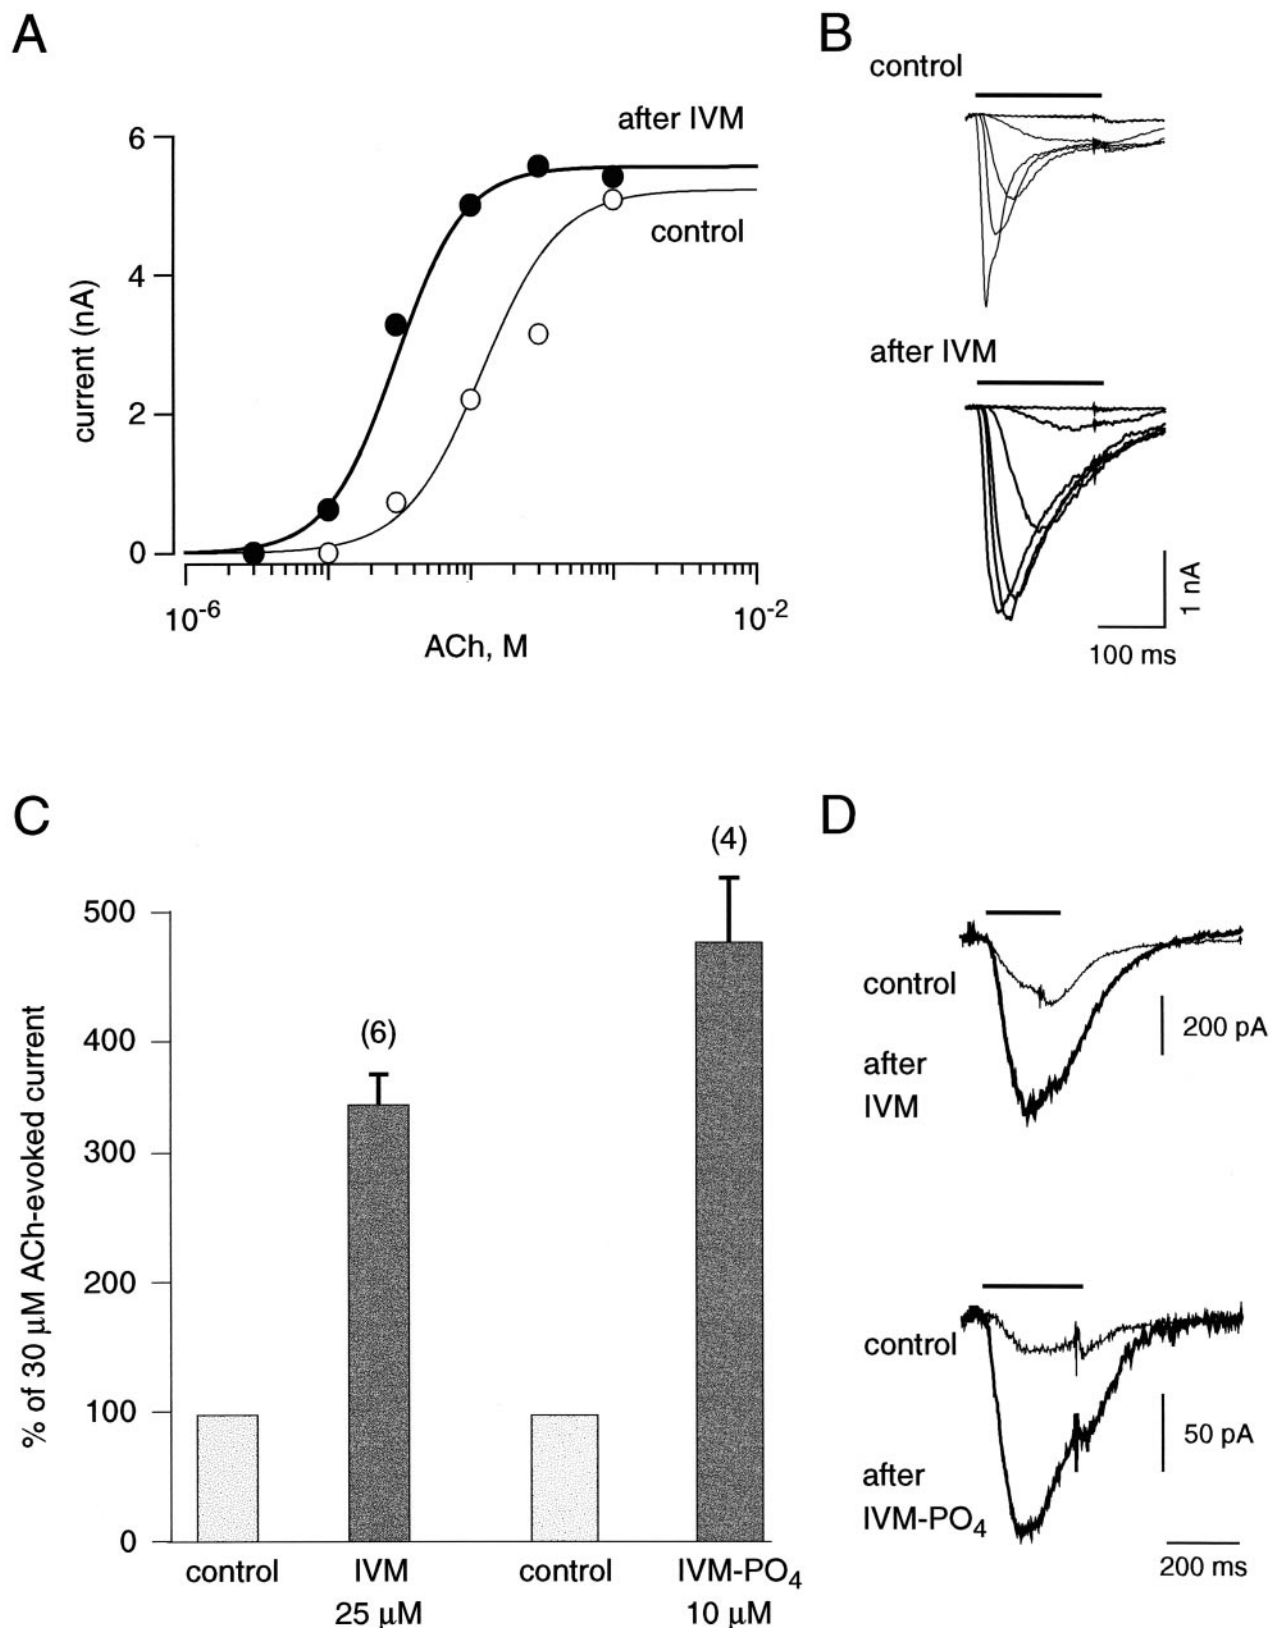 A
after IVM
control
6
4
2
0
current (nA)
10-6
10-2
ACh, M
B
control
after IVM
1 nA
100 ms
C
(4)
(6)
500
400
300
200
100
0
% of 30 µM ACh-evoked current
control
IVM
25 µM
control
IVM-PO4
10 µM
D
control
200 pA
after
IVM
control
50 pA
after
IVM-PO4
200 ms